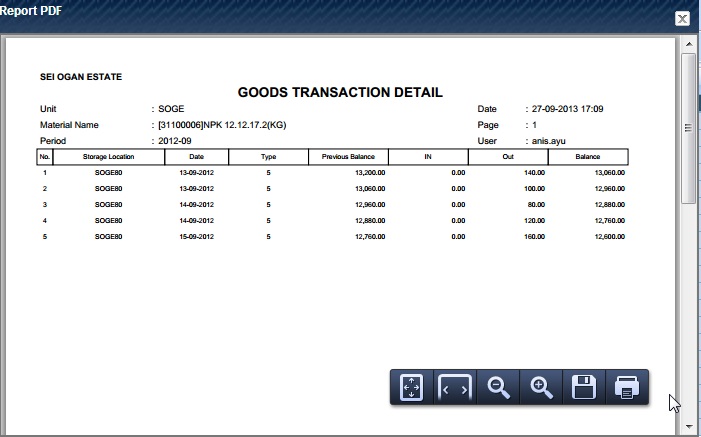 Report PDF
SEI OGAN ESTATE
GOODS TRANSACTION DETAIL
Unit : SOGE Date : 27-09-2013 17:09
Material Name : [31100006]NPK 12.12.17.2(KG) Page : 1
Period : 2012-09 User : anis.ayu
No. Storage Location Date Type Previous Balance IN Out Balance
1 SOGE80 13-09-2012 5 13,200.00 0.00 140.00 13,060.00
2 SOGE80 13-09-2012 5 13,060.00 0.00 100.00 12,960.00
3 SOGE80 14-09-2012 5 12,960.00 0.00 80.00 12,880.00
4 SOGE80 14-09-2012 5 12,880.00 0.00 120.00 12,760.00
5 SOGE80 15-09-2012 5 12,760.00 0.00 160.00 12,600.00